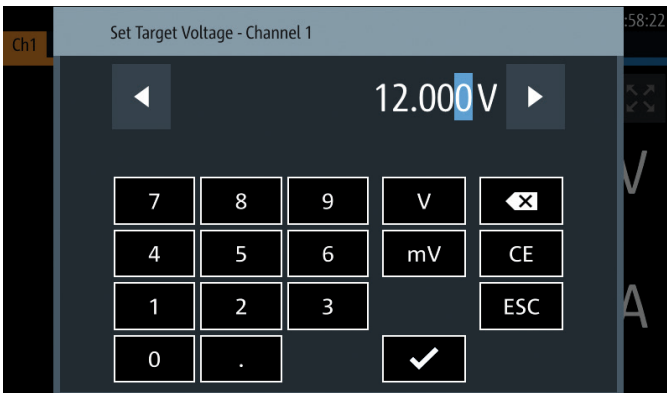 Set Target Voltage - Channel 1
:58:22
Ch1
12.000 V
V
7 8 9 V
4 5 6 mV CE
1 2 3 ESC
A
0 .